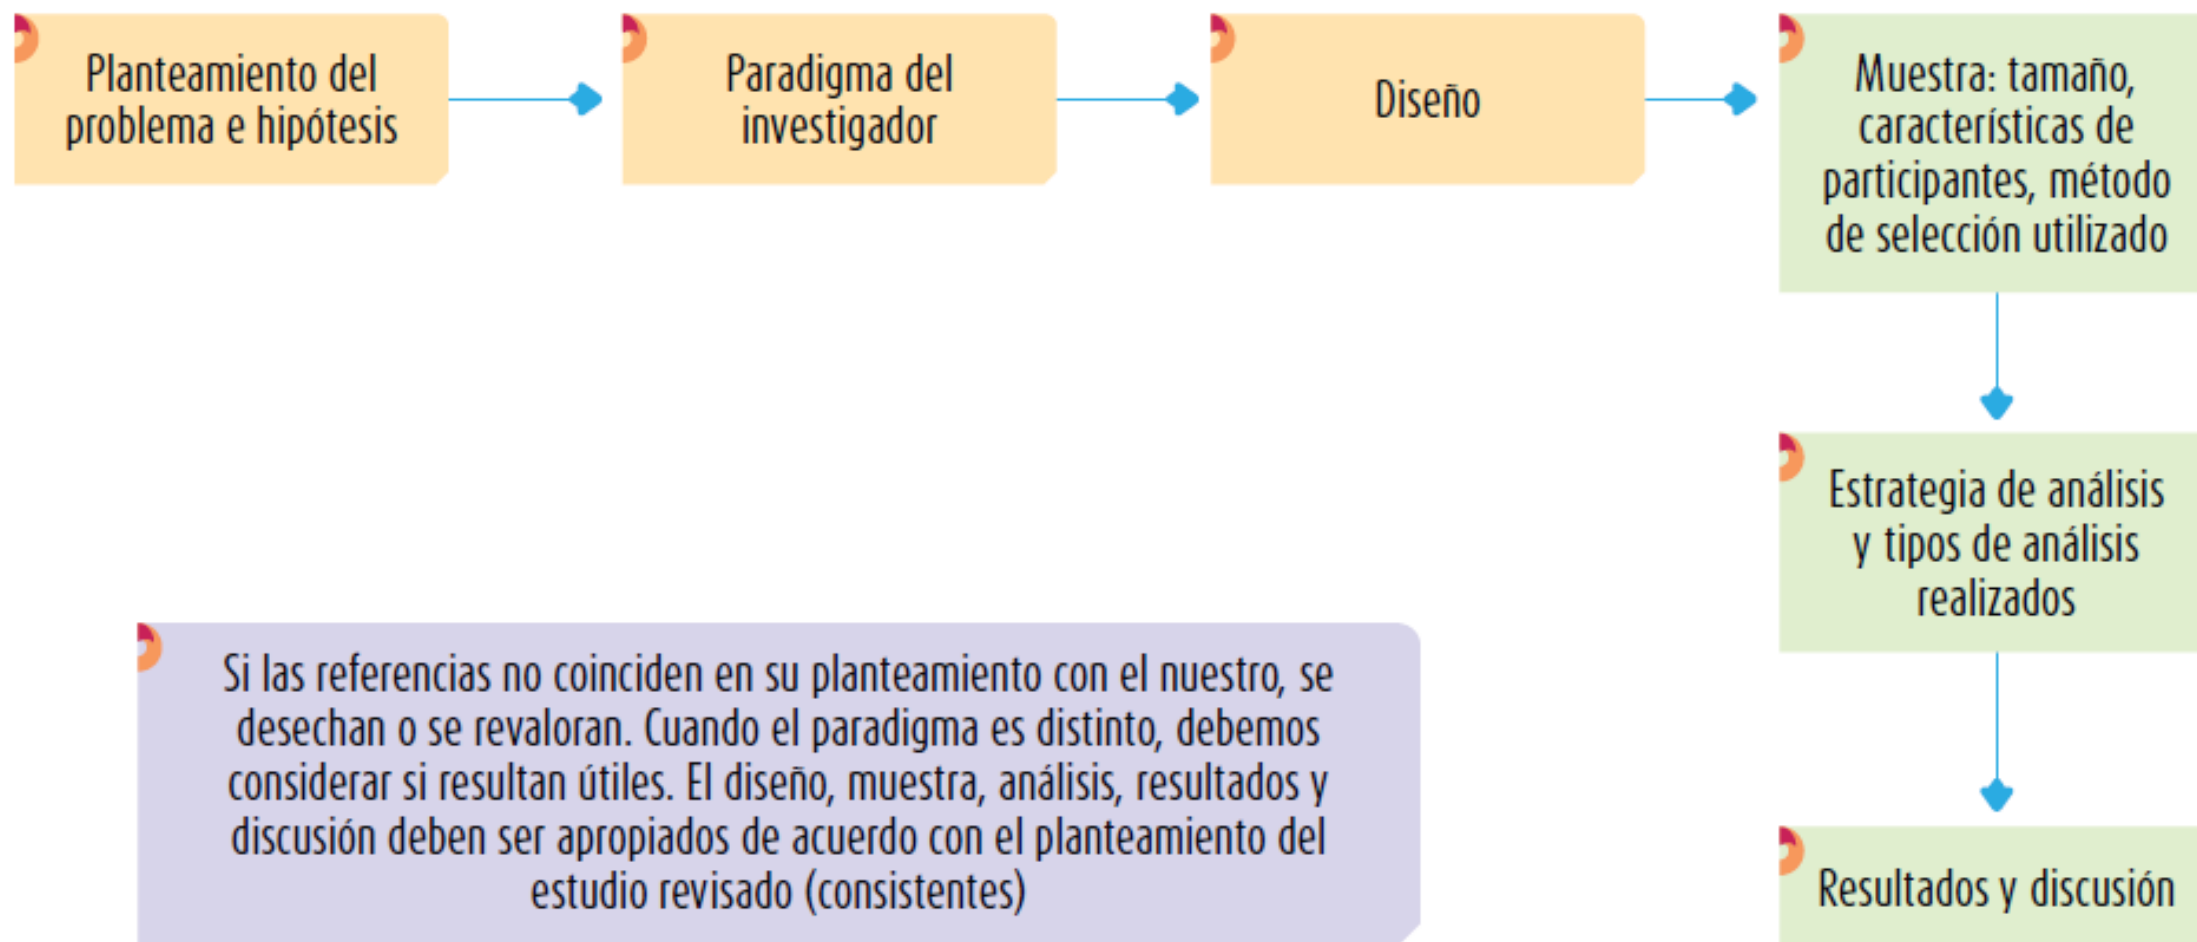 Planteamiento del
problema e hipótesis
Paradigma del
investigador
Diseño
Muestra: tamaño,
características de
participantes, método
de selección utilizado
Estrategia de análisis
y tipos de análisis
realizados
Resultados y discusión
Si las referencias no coinciden en su planteamiento con el nuestro, se
desechan o se revaloran. Cuando el paradigma es distinto, debemos
considerar si resultan útiles. El diseño, muestra, análisis, resultados y
discusión deben ser apropiados de acuerdo con el planteamiento del
estudio revisado (consistentes)